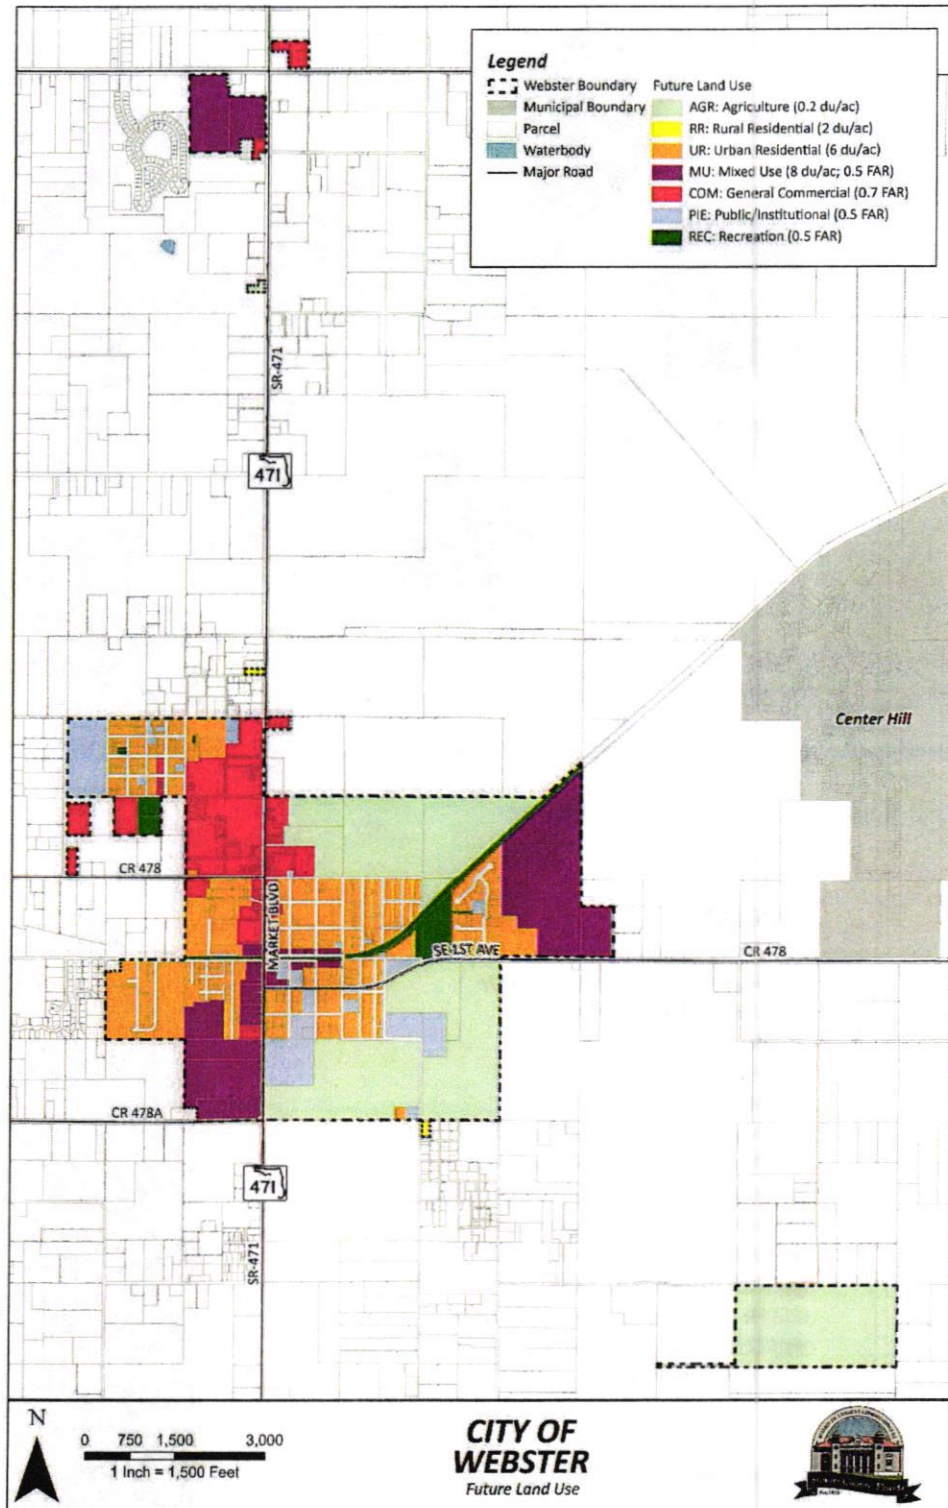 Legend
Webster Boundary
Municipal Boundary
Parcel
Waterbody
Major Road
Future Land Use
AGR: Agriculture (0.2 du/ac)
RR: Rural Residential (2 du/ac)
UR: Urban Residential (6 du/ac)
MU: Mixed Use (8 du/ac; 0.5 FAR)
COM: General Commercial (0.7 FAR)
PIE: Public/Institutional (0.5 FAR)
REC: Recreation (0.5 FAR)
SR-471
471
Center Hill
CR 478
MARKET BLVD
SE 1ST AVE
CR 478
CR 478A
471
SR-471
N
0 750 1,500 3,000
1 Inch = 1,500 Feet
CITY OF
WEBSTER
Future Land Use